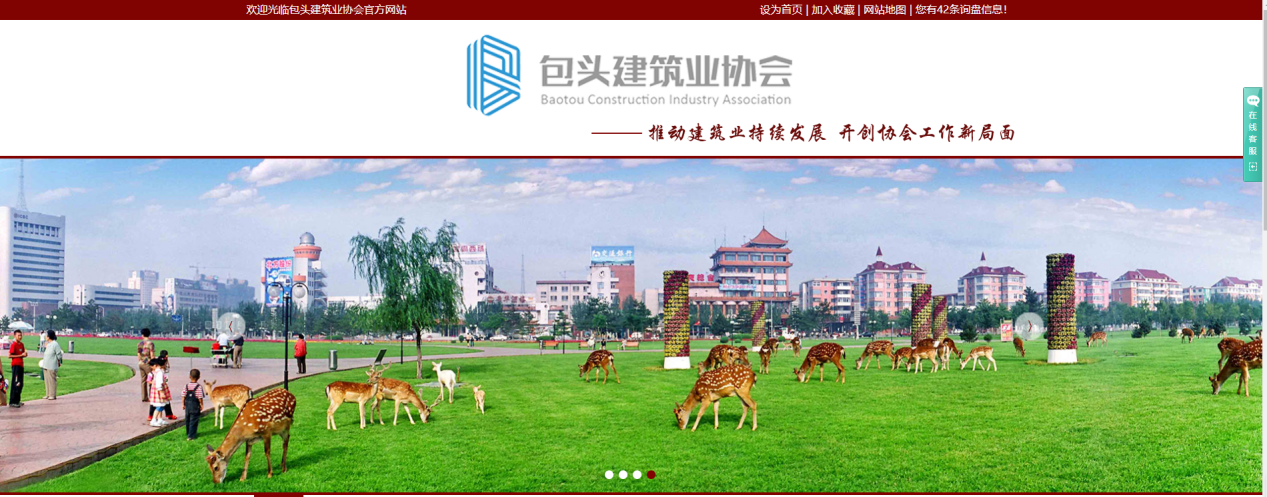 欢迎光临包头建筑业协会官方网站
设为首页 | 加入收藏 | 网站地图 | 您有42条询盘信息!
包头建筑业协会
Baotou Construction Industry Association
——推动建筑业持续发展 开创协会工作新局面
在线客服